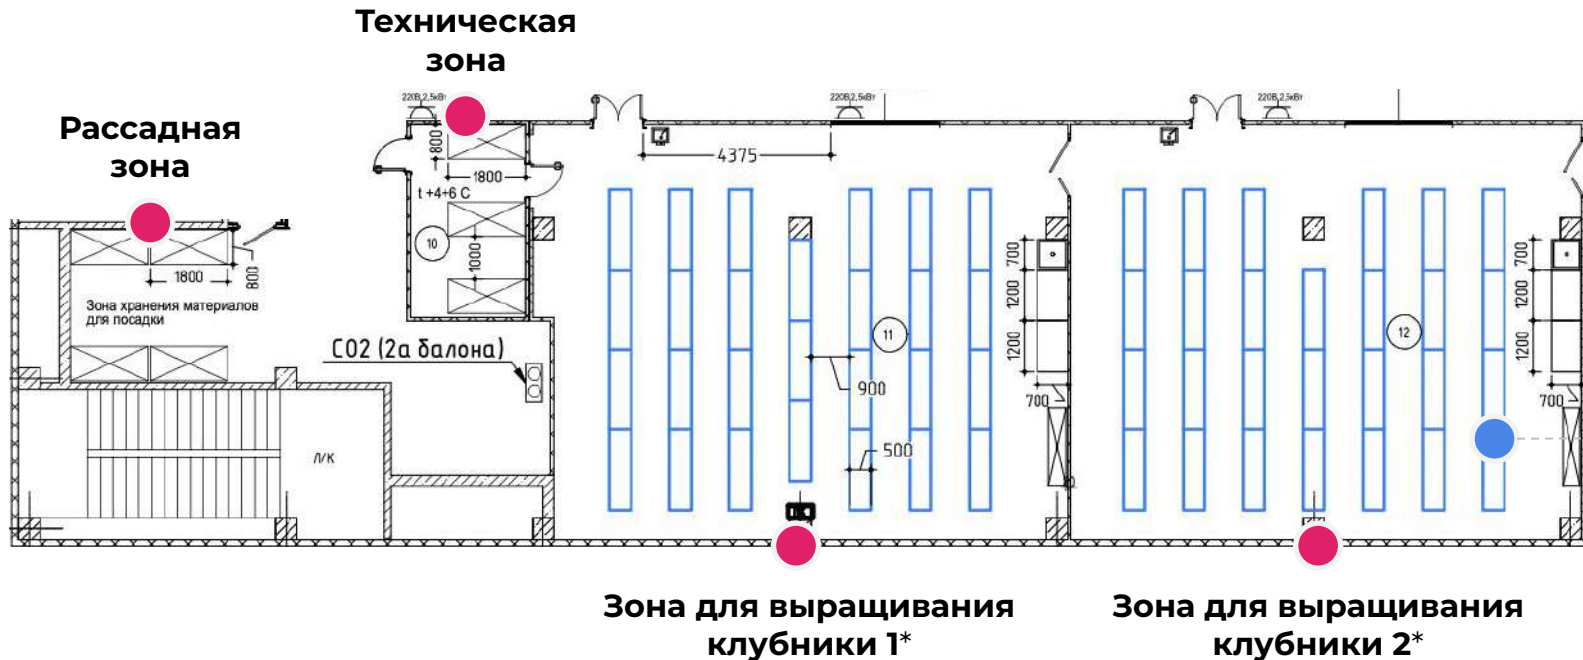 Техническая
зона
Рассадная
зона
220В,2,5кВт
220В,2,5кВт
220В,2,5кВт
800
1800
t +4+6 С
10
1000
4375
1800
800
Зона хранения материалов
для посадки
СО2 (2а балона)
Л/К
11
900
500
700
1200
1200
700
12
700
1200
1200
700
Зона для выращивания
клубники 1*
Зона для выращивания
клубники 2*